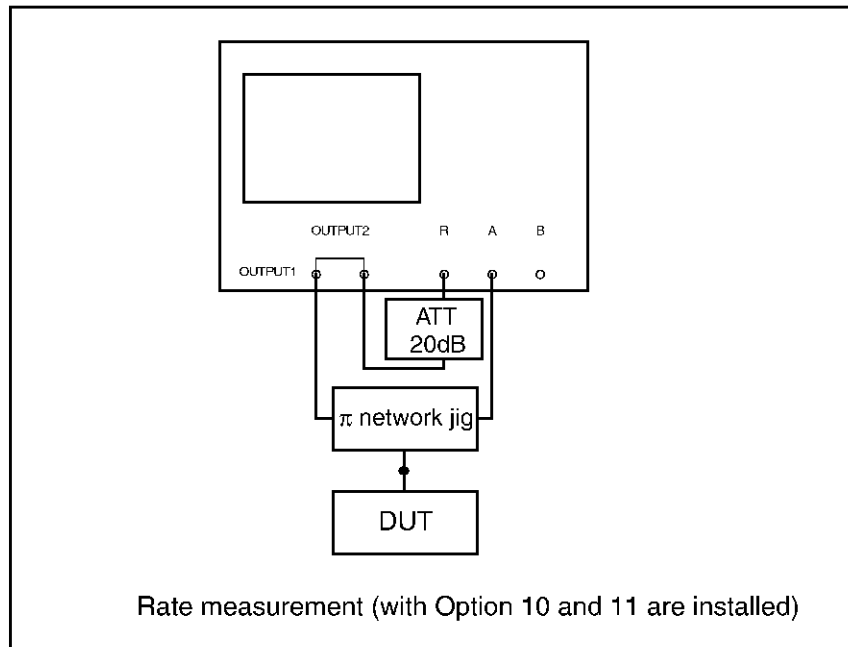 OUTPUT2 R A B
OUTPUT1
ATT
20dB
π network jig
DUT
Rate measurement (with Option 10 and 11 are installed)